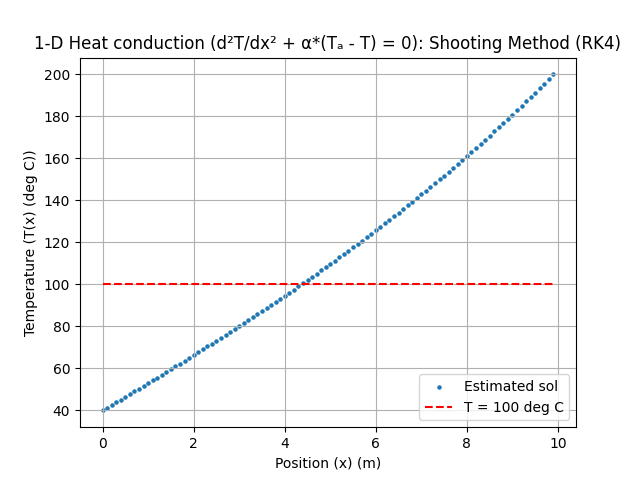 1-D Heat conduction (d²T/dx² + α*(Tₐ - T) = 0): Shooting Method (RK4)
Temperature (T(x) (deg C))
200
180
160
140
120
100
80
60
40
0 2 4 6 8 10
Position (x) (m)
Estimated sol
T = 100 deg C